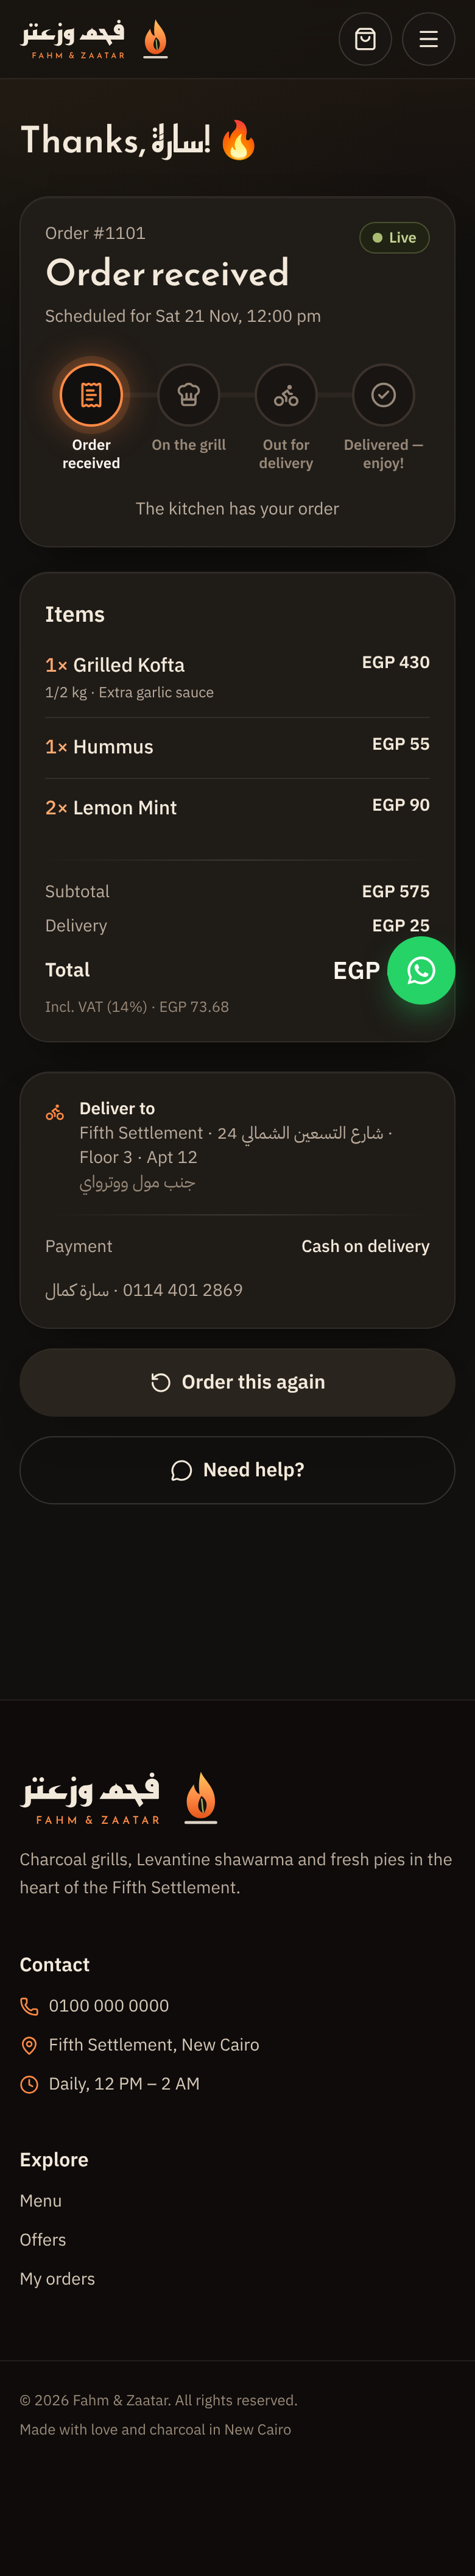 فحم وزعتر
FAHM & ZAATAR
Thanks, سارة! 🔥
Order #1101
Live
Order received
Scheduled for Sat 21 Nov, 12:00 pm
Order received
On the grill
Out for delivery
Delivered — enjoy!
The kitchen has your order
Items
1× Grilled Kofta EGP 430
1/2 kg · Extra garlic sauce
1× Hummus EGP 55
2× Lemon Mint EGP 90
Subtotal EGP 575
Delivery EGP 25
Total EGP
Incl. VAT (14%) · EGP 73.68
Deliver to
Fifth Settlement · 24 شارع التسعين الشمالي ·
Floor 3 · Apt 12
جنب مول ووترواي
Payment Cash on delivery
سارة كمال · 0114 401 2869
Order this again
Need help?
فحم وزعتر
FAHM & ZAATAR
Charcoal grills, Levantine shawarma and fresh pies in the
heart of the Fifth Settlement.
Contact
0100 000 0000
Fifth Settlement, New Cairo
Daily, 12 PM – 2 AM
Explore
Menu
Offers
My orders
© 2026 Fahm & Zaatar. All rights reserved.
Made with love and charcoal in New Cairo